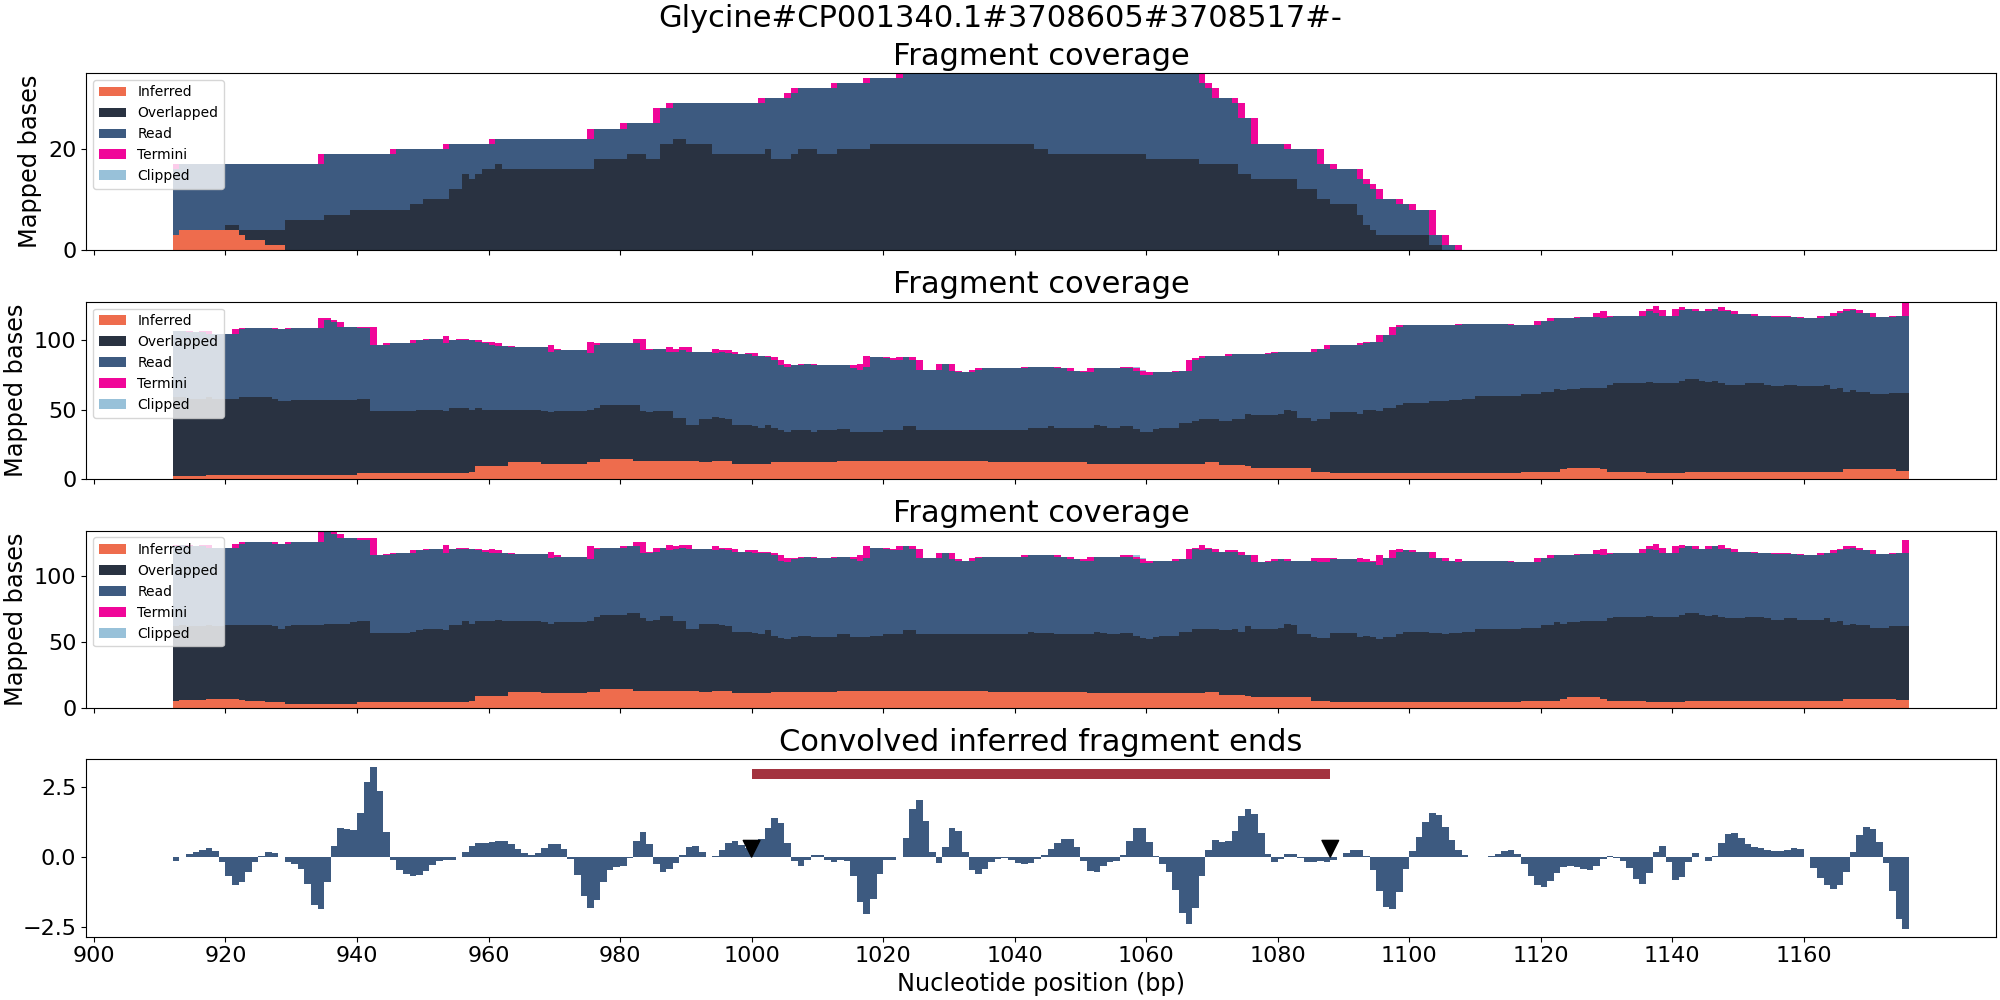 Glycine#CP001340.1#3708605#3708517#-
Fragment coverage
Mapped bases
20
0
Inferred
Overlapped
Read
Termini
Clipped
Fragment coverage
Mapped bases
100
50
0
Inferred
Overlapped
Read
Termini
Clipped
Fragment coverage
Mapped bases
100
50
0
Inferred
Overlapped
Read
Termini
Clipped
Convolved inferred fragment ends
2.5
0.0
−2.5
900 920 940 960 980 1000 1020 1040 1060 1080 1100 1120 1140 1160
Nucleotide position (bp)